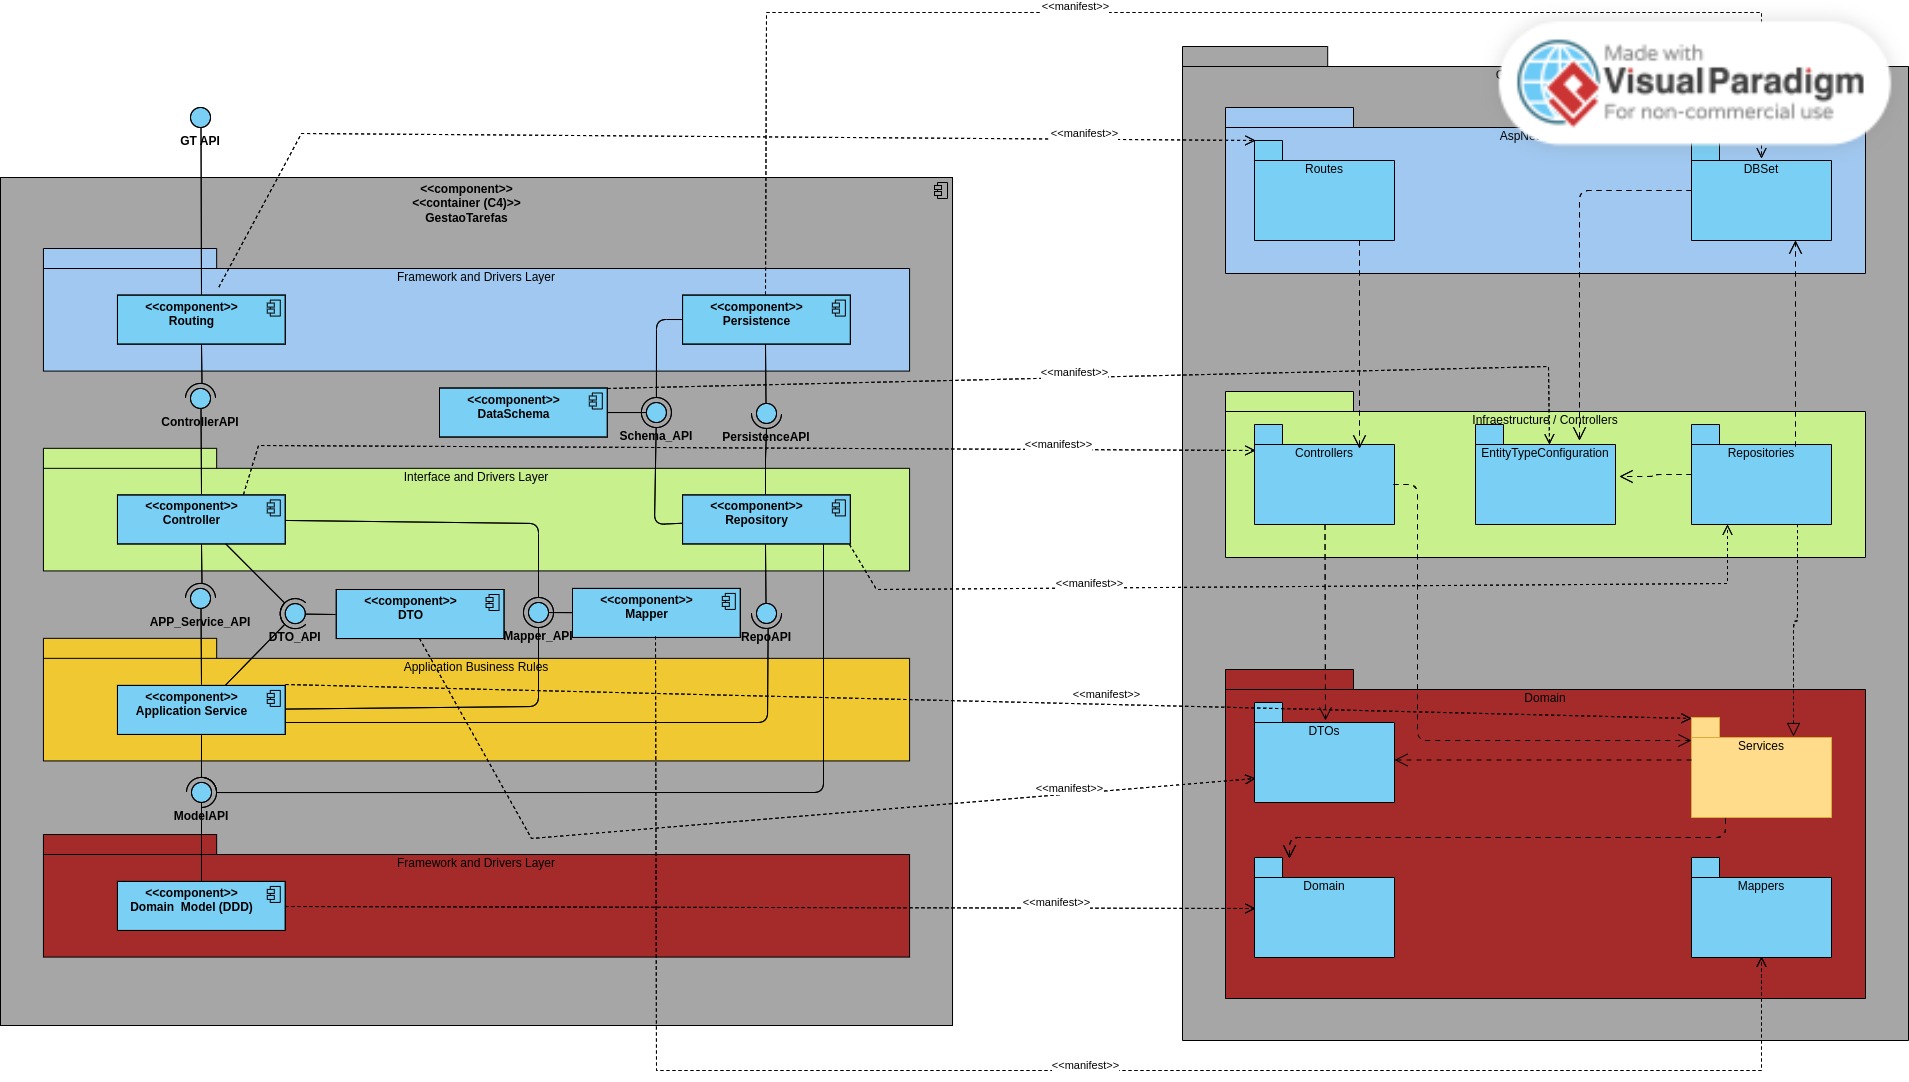 <<manifest>>
Made with
VisualParadigm
For non-commercial use
GT API
<<manifest>>
<<component>>
<<container (C4)>>
GestaoTarefas
Framework and Drivers Layer
<<component>>
Routing
<<component>>
Persistence
Routes
DBSet
ControllerAPI
<<component>>
DataSchema
Schema_API
PersistenceAPI
<<manifest>>
<<manifest>>
Infraestructure / Controllers
Controllers
EntityTypeConfiguration
Repositories
Interface and Drivers Layer
<<component>>
Controller
<<component>>
Repository
<<manifest>>
APP_Service_API
DTO_API
<<component>>
DTO
Mapper_API
<<component>>
Mapper
RepoAPI
Application Business Rules
<<component>>
Application Service
<<manifest>>
Domain
DTOs
Services
<<manifest>>
ModelAPI
Framework and Drivers Layer
<<component>>
Domain Model (DDD)
<<manifest>>
Domain
Mappers
<<manifest>>